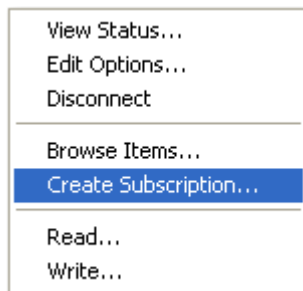 View Status...
Edit Options...
Disconnect
Browse Items...
Create Subscription...
Read...
Write...